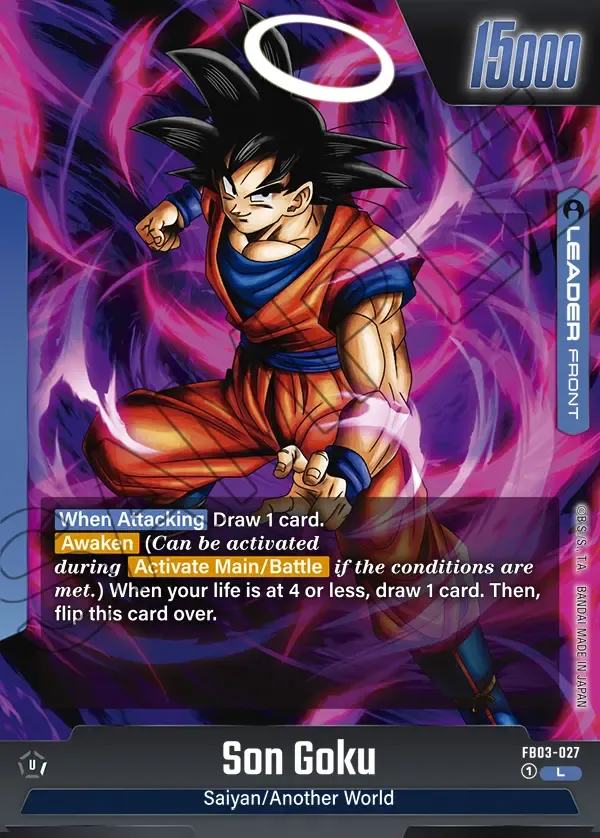 15000
LEADER FRONT
When Attacking Draw 1 card.
Awaken (Can be activated
during Activate Main/Battle if the conditions are
met.) When your life is at 4 or less, draw 1 card. Then,
flip this card over.
©B.S./S., T.A BANDAI MADE IN JAPAN
SAMPLE
U
Son Goku
FB03-027
1 L
Saiyan/Another World